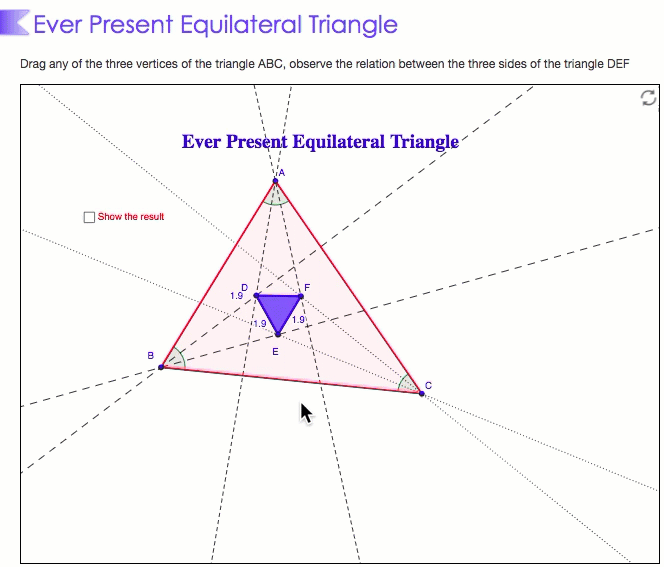 Ever Present Equilateral Triangle
Drag any of the three vertices of the triangle ABC, observe the relation between the three sides of the triangle DEF
Ever Present Equilateral Triangle
A
Show the result
D
F
1.9
1.9
1.9
E
B
C